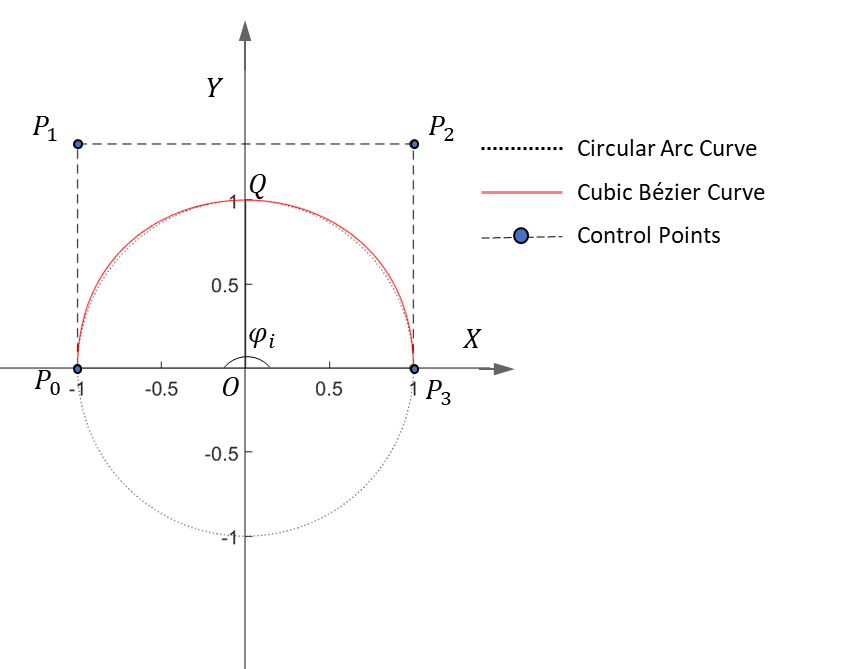 Y
P₁
P₂
Circular Arc Curve
Q
1
Cubic Bézier Curve
Control Points
0.5
φᵢ
X
P₀ -1 -0.5 O 0.5 1 P₃
-0.5
-1